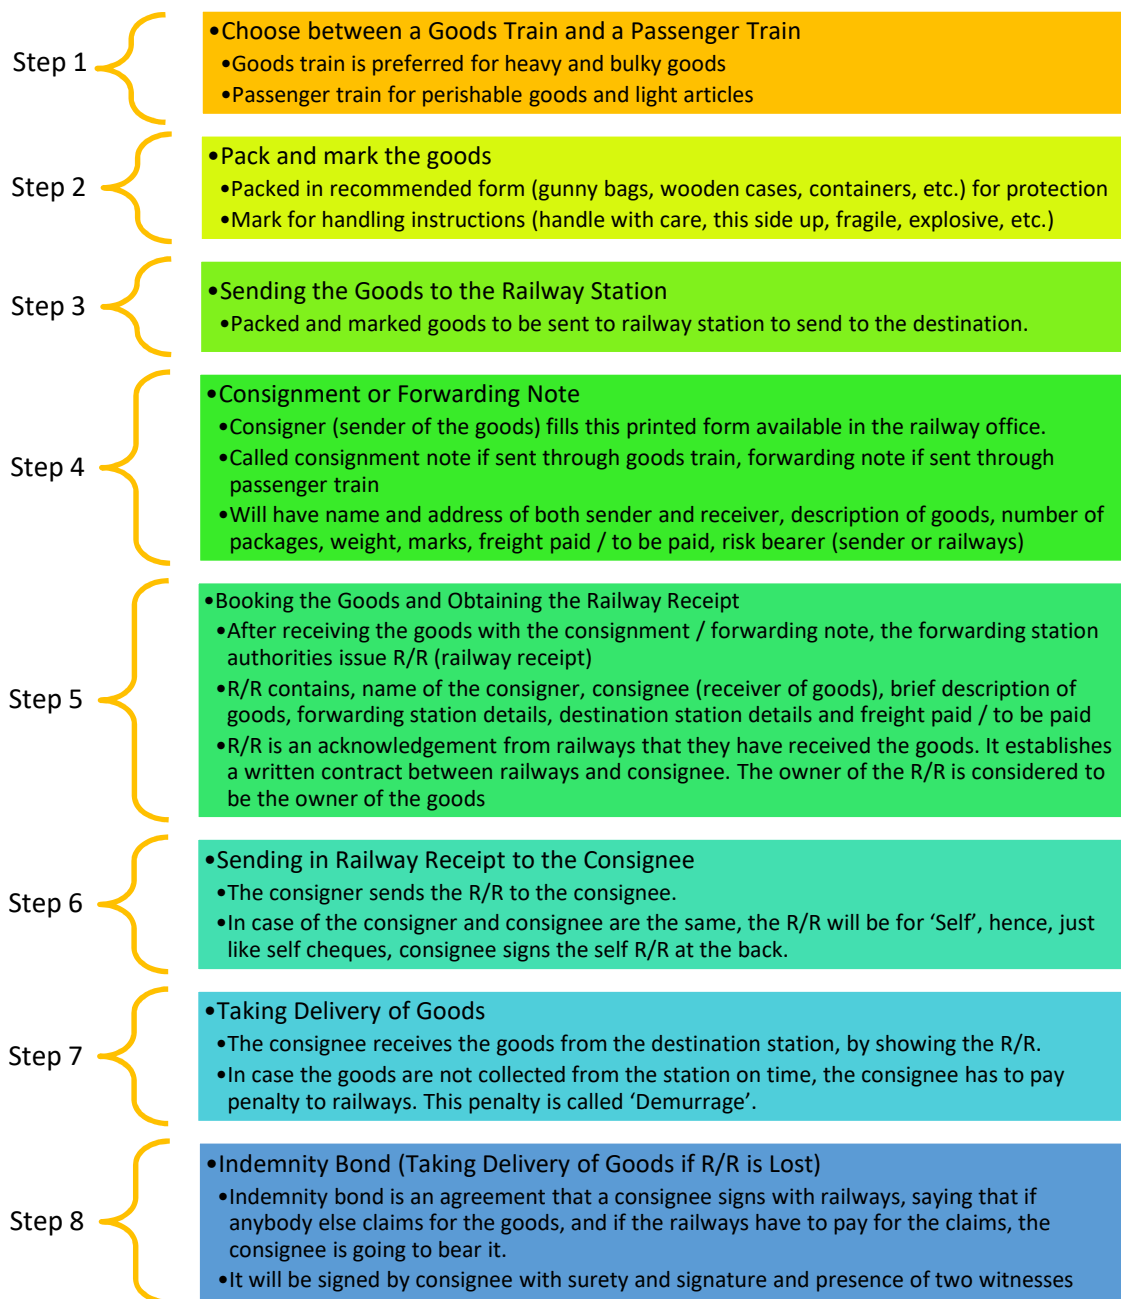 Step 1
•Choose between a Goods Train and a Passenger Train
•Goods train is preferred for heavy and bulky goods
•Passenger train for perishable goods and light articles
Step 2
•Pack and mark the goods
•Packed in recommended form (gunny bags, wooden cases, containers, etc.) for protection
•Mark for handling instructions (handle with care, this side up, fragile, explosive, etc.)
Step 3
•Sending the Goods to the Railway Station
•Packed and marked goods to be sent to railway station to send to the destination.
Step 4
•Consignment or Forwarding Note
•Consigner (sender of the goods) fills this printed form available in the railway office.
•Called consignment note if sent through goods train, forwarding note if sent through
passenger train
•Will have name and address of both sender and receiver, description of goods, number of
packages, weight, marks, freight paid / to be paid, risk bearer (sender or railways)
Step 5
•Booking the Goods and Obtaining the Railway Receipt
•After receiving the goods with the consignment / forwarding note, the forwarding station
authorities issue R/R (railway receipt)
•R/R contains, name of the consigner, consignee (receiver of goods), brief description of
goods, forwarding station details, destination station details and freight paid / to be paid
•R/R is an acknowledgement from railways that they have received the goods. It establishes
a written contract between railways and consignee. The owner of the R/R is considered to
be the owner of the goods
Step 6
•Sending in Railway Receipt to the Consignee
•The consigner sends the R/R to the consignee.
•In case of the consigner and consignee are the same, the R/R will be for ‘Self’, hence, just
like self cheques, consignee signs the self R/R at the back.
Step 7
•Taking Delivery of Goods
•The consignee receives the goods from the destination station, by showing the R/R.
•In case the goods are not collected from the station on time, the consignee has to pay
penalty to railways. This penalty is called ‘Demurrage’.
Step 8
•Indemnity Bond (Taking Delivery of Goods if R/R is Lost)
•Indemnity bond is an agreement that a consignee signs with railways, saying that if
anybody else claims for the goods, and if the railways have to pay for the claims, the
consignee is going to bear it.
•It will be signed by consignee with surety and signature and presence of two witnesses